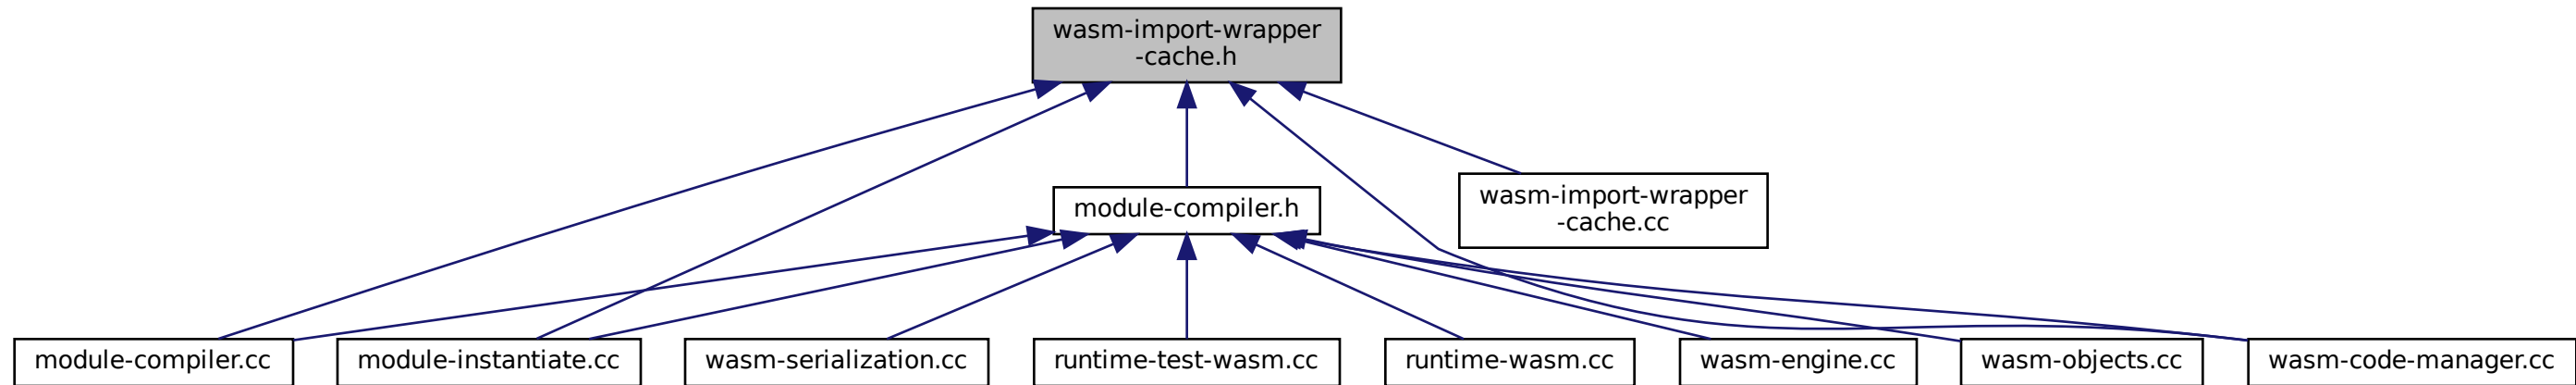 wasm-import-wrapper
-cache.h
module-compiler.h
wasm-import-wrapper
-cache.cc
module-compiler.cc
module-instantiate.cc
wasm-serialization.cc
runtime-test-wasm.cc
runtime-wasm.cc
wasm-engine.cc
wasm-objects.cc
wasm-code-manager.cc